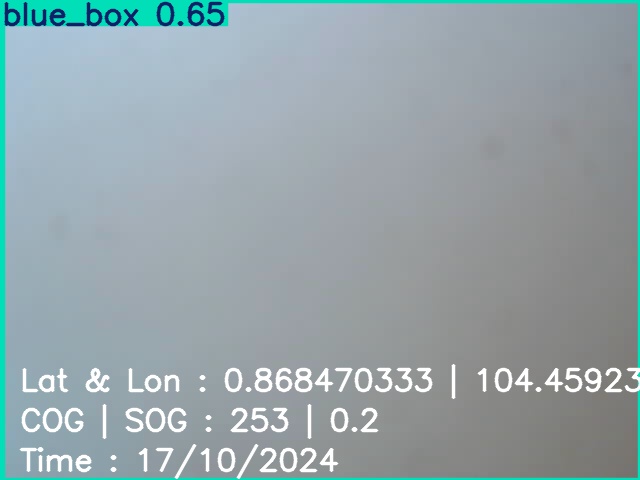 blue_box 0.65
Lat & Lon : 0.868470333 | 104.45923
COG | SOG : 253 | 0.2
Time : 17/10/2024